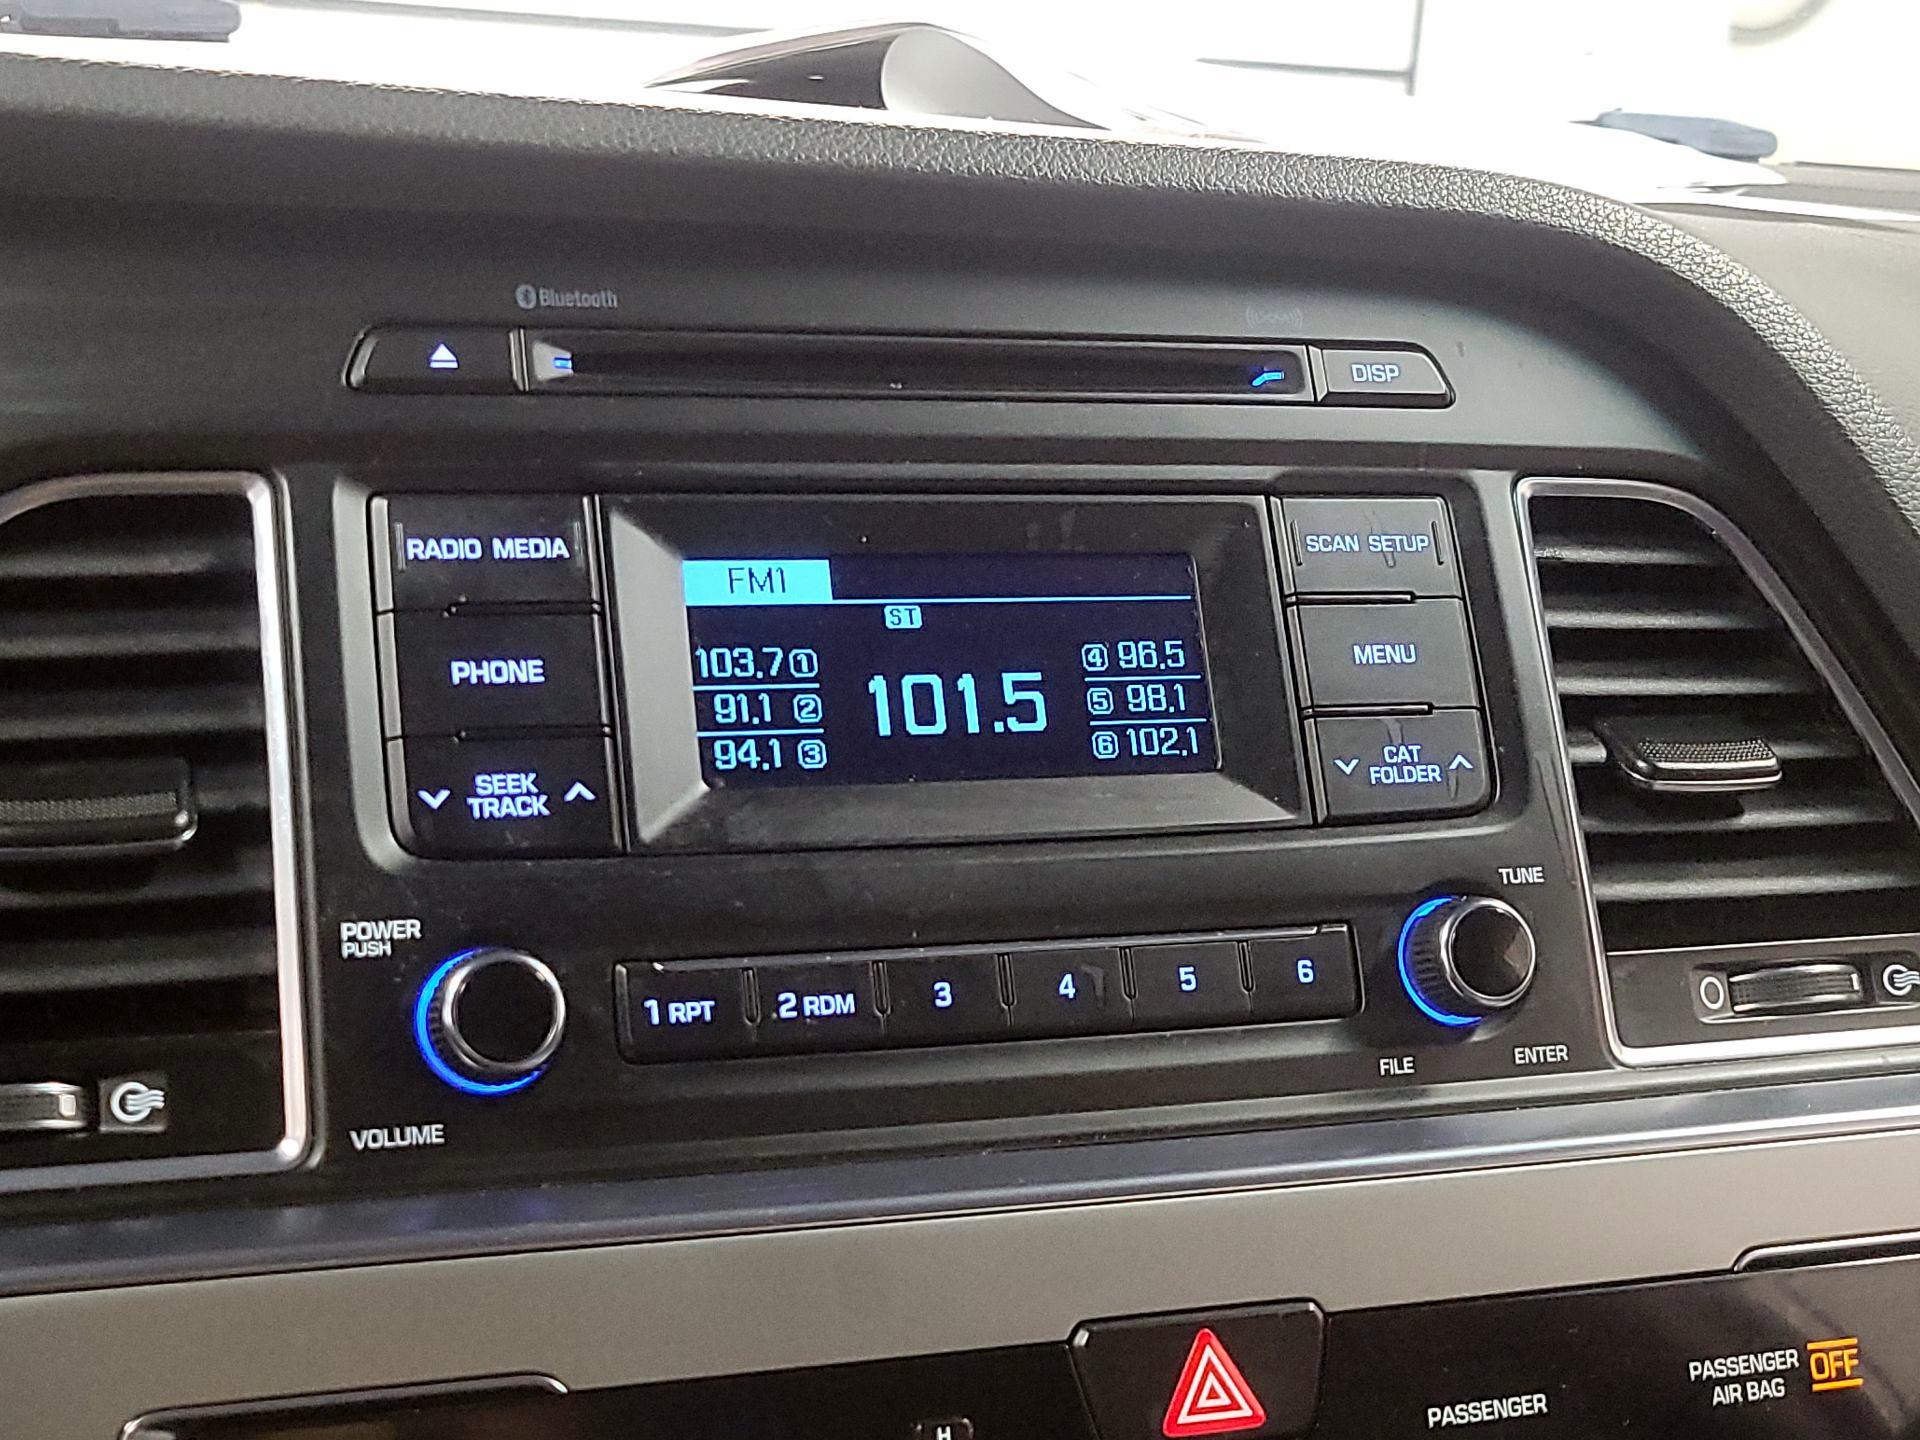 Bluetooth
DISP
RADIO MEDIA
SCAN SETUP
FM1
ST
PHONE
MENU
103.7 1
91.1 2
94.1 3
101.5
4 96.5
5 98.1
6 102.1
SEEK
TRACK
CAT
FOLDER
TUNE
POWER
PUSH
1 RPT
2 RDM
3
4
5
6
FILE
ENTER
VOLUME
PASSENGER
AIR BAG
OFF
PASSENGER
H